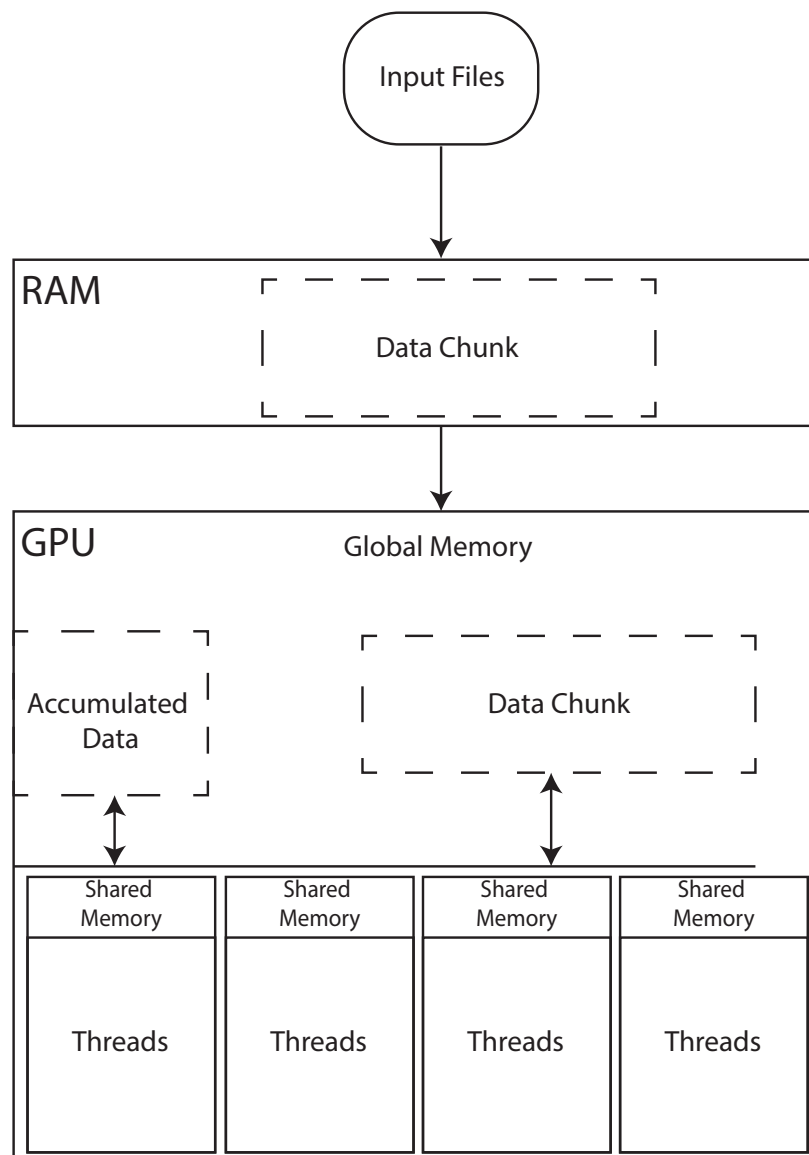 Input Files
RAM
Data Chunk
GPU
Global Memory
Accumulated
Data
Data Chunk
Shared
Memory
Shared
Memory
Shared
Memory
Shared
Memory
Threads
Threads
Threads
Threads